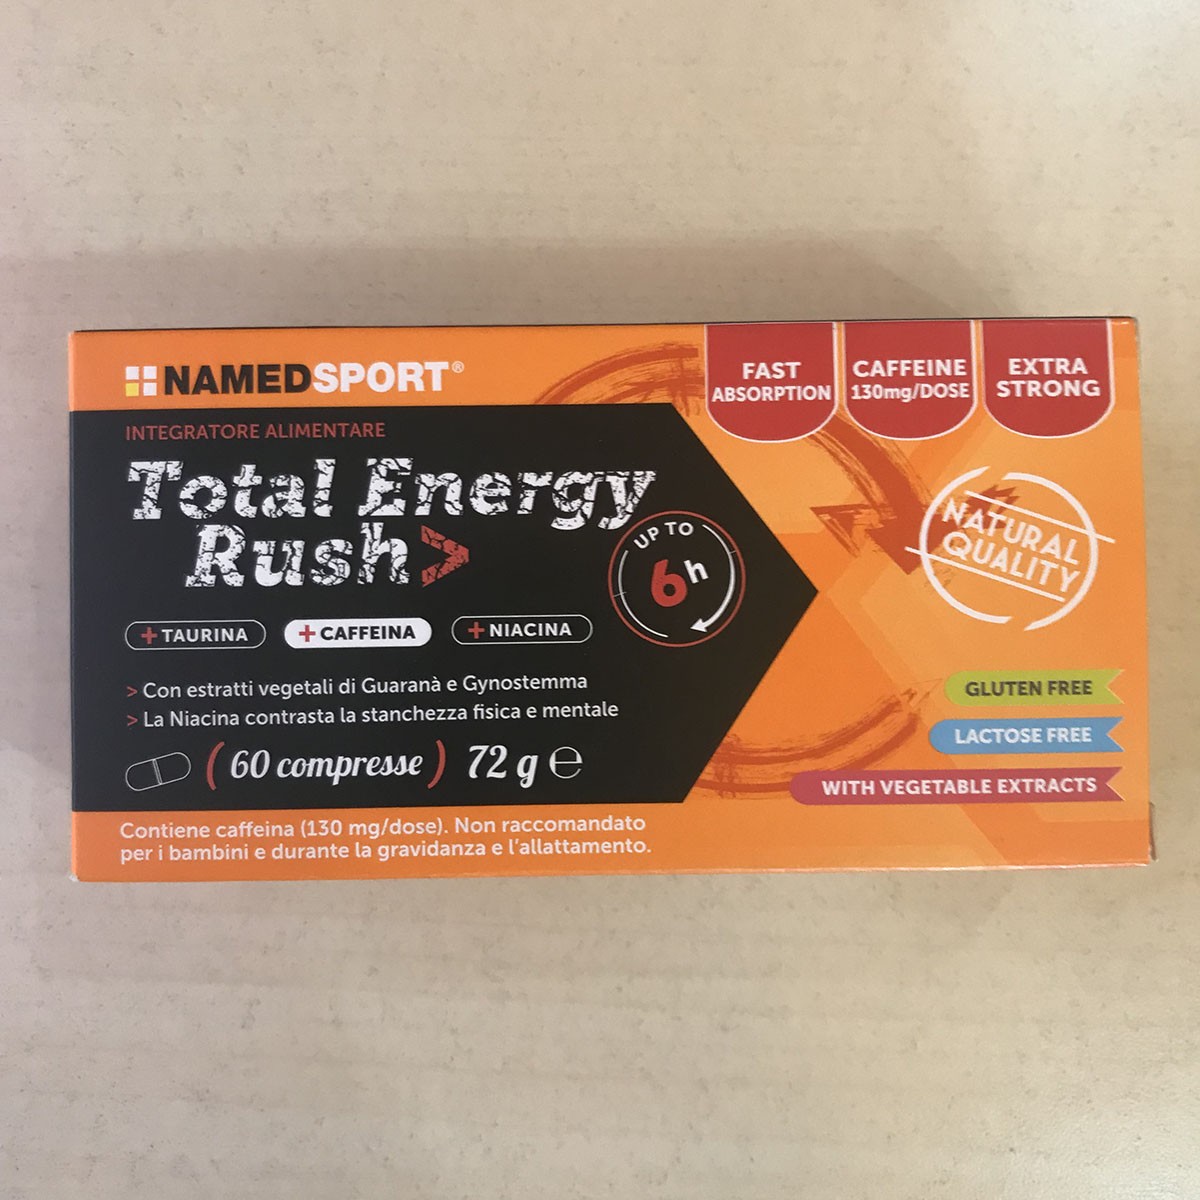 NAMEDSPORT®
FAST
ABSORPTION
CAFFEINE
130mg/DOSE
EXTRA
STRONG
INTEGRATORE ALIMENTARE
Total Energy
Rush>
UP TO
6h
NATURAL
QUALITY
+TAURINA
+CAFFEINA
+NIACINA
> Con estratti vegetali di Guaranà e Gynostemma
> La Niacina contrasta la stanchezza fisica e mentale
(60 compresse) 72 g ℮
GLUTEN FREE
LACTOSE FREE
WITH VEGETABLE EXTRACTS
Contiene caffeina (130 mg/dose). Non raccomandato
per i bambini e durante la gravidanza e l'allattamento.